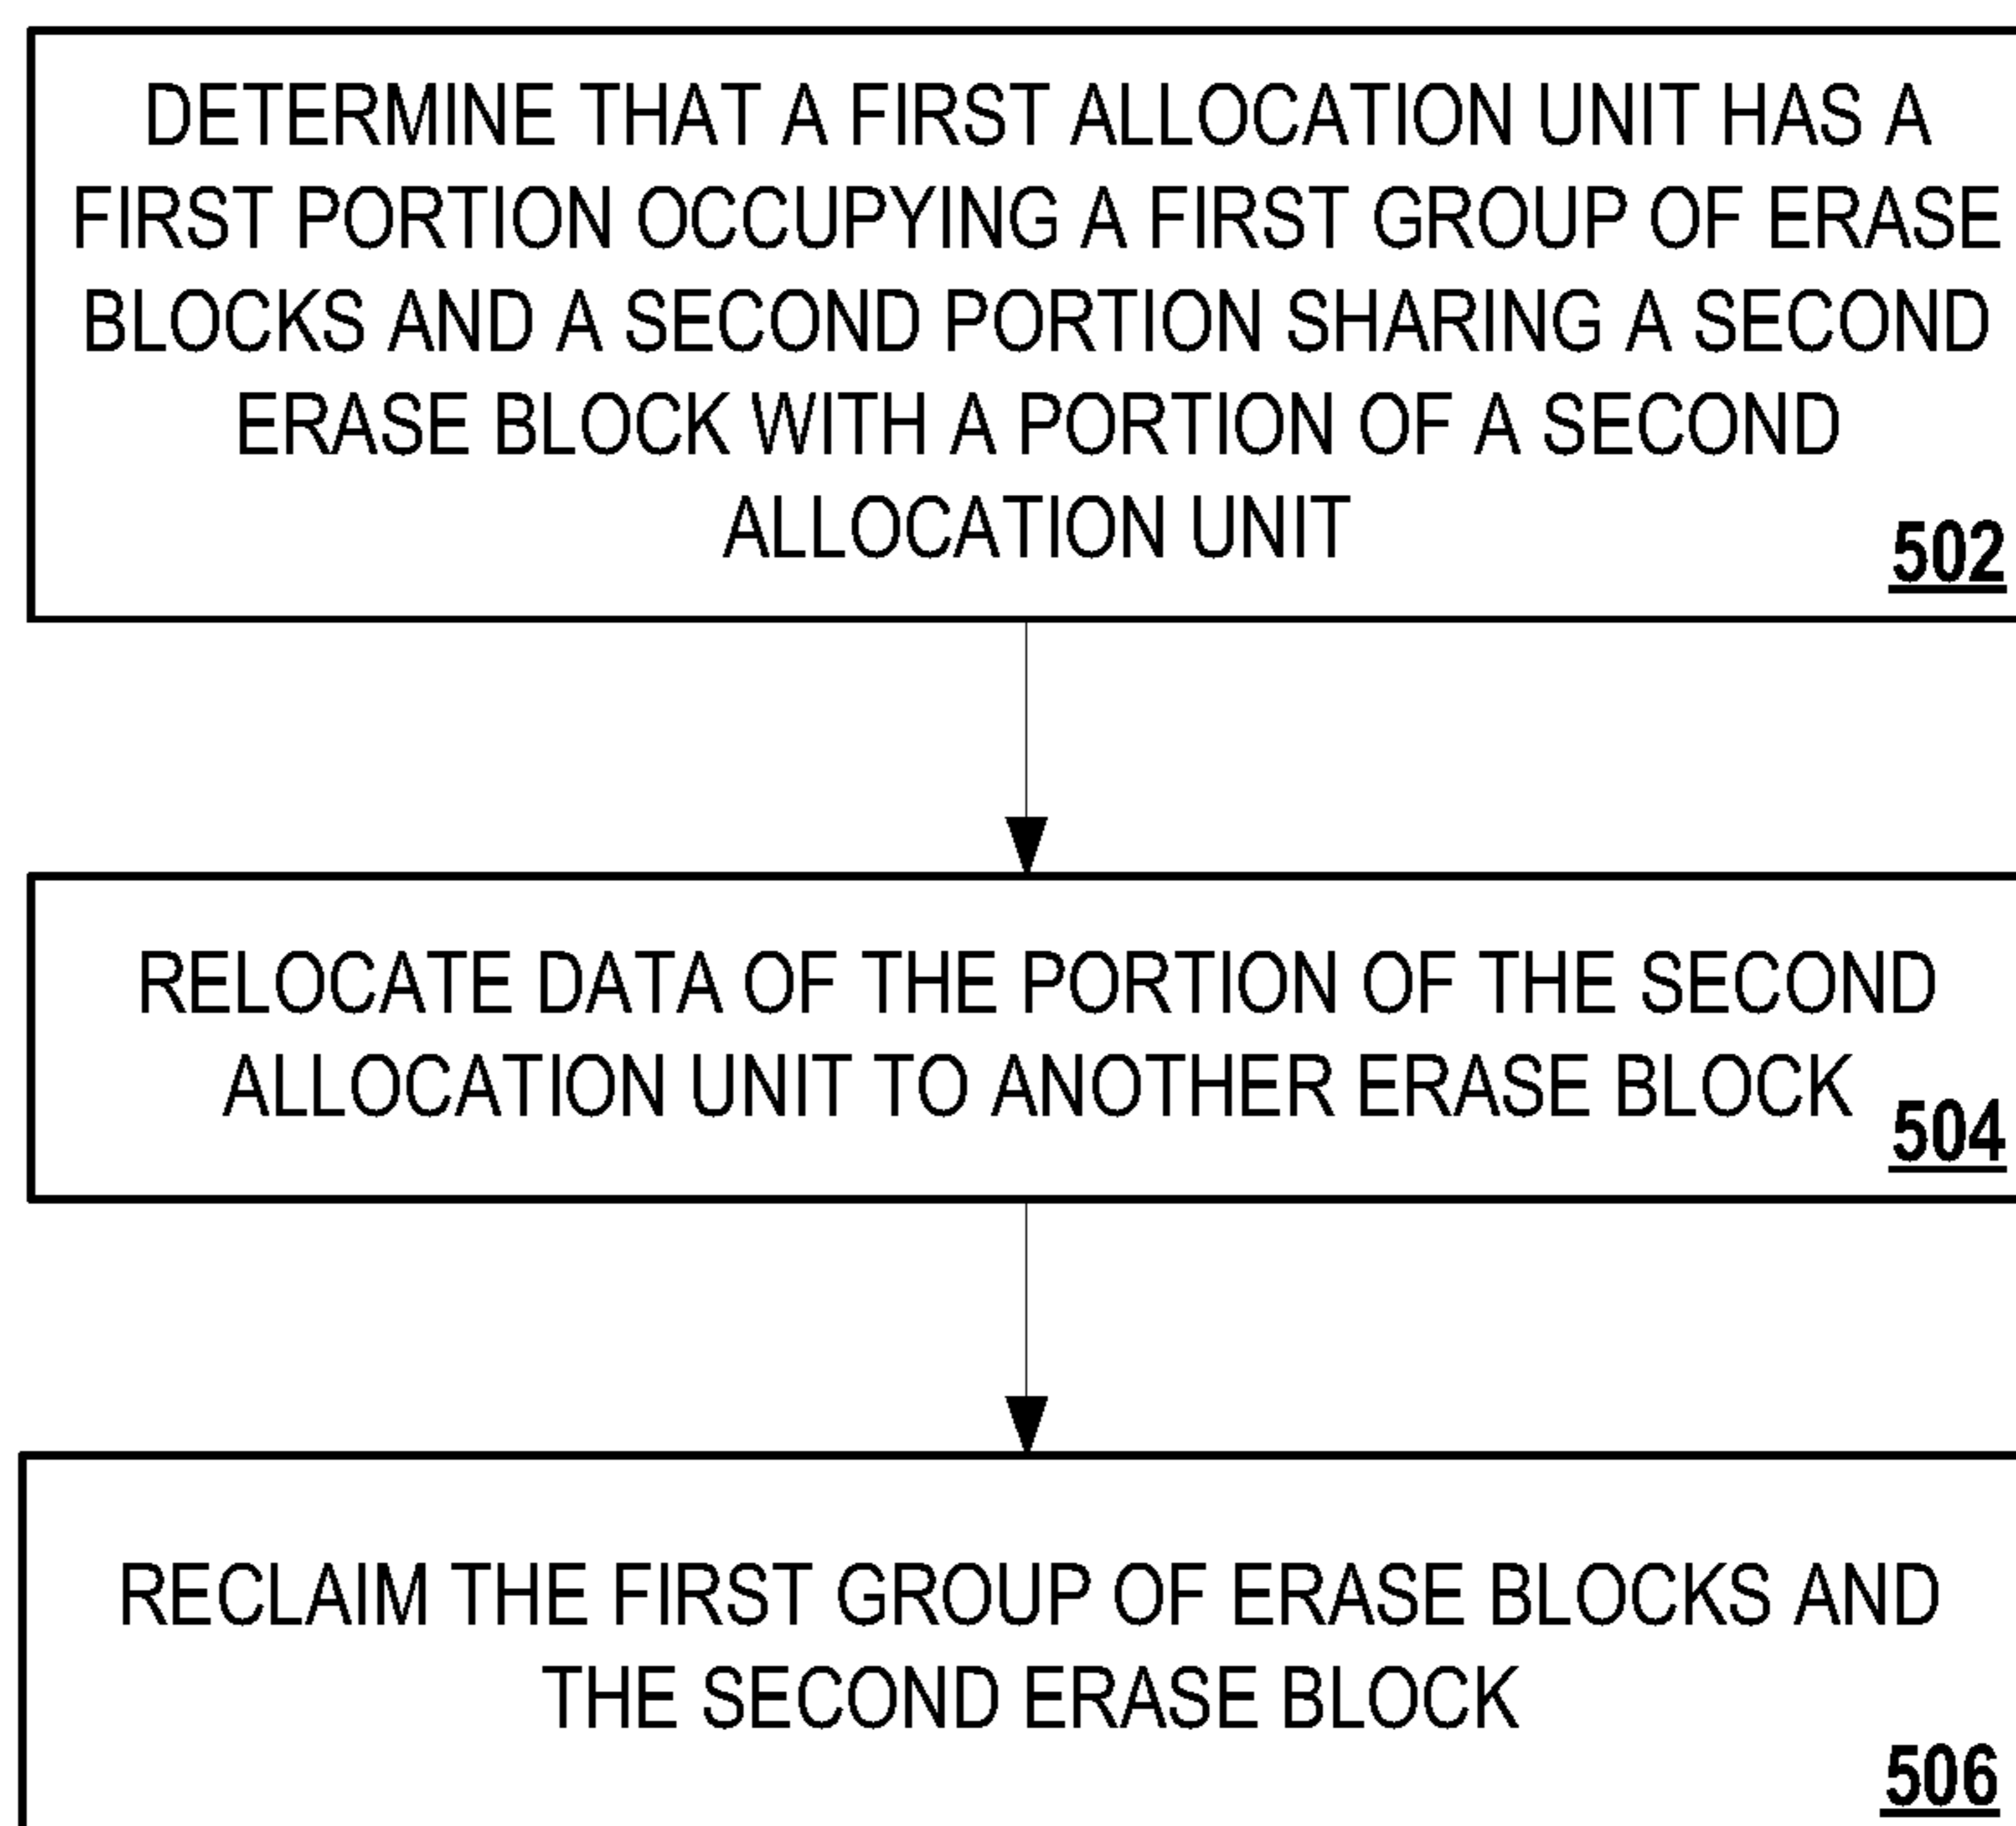 DETERMINE THAT A FIRST ALLOCATION UNIT HAS A
FIRST PORTION OCCUPYING A FIRST GROUP OF ERASE
BLOCKS AND A SECOND PORTION SHARING A SECOND
ERASE BLOCK WITH A PORTION OF A SECOND
ALLOCATION UNIT
502
RELOCATE DATA OF THE PORTION OF THE SECOND
ALLOCATION UNIT TO ANOTHER ERASE BLOCK
504
RECLAIM THE FIRST GROUP OF ERASE BLOCKS AND
THE SECOND ERASE BLOCK
506